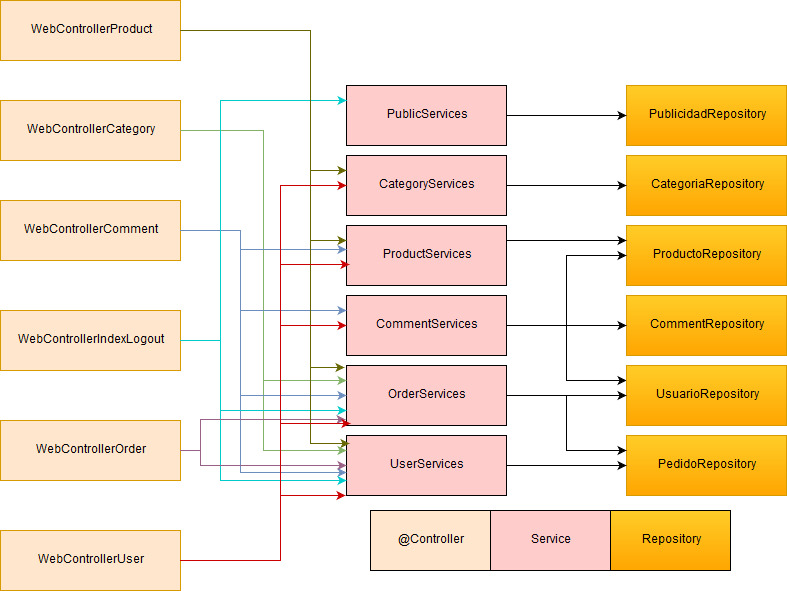 WebControllerProduct
WebControllerCategory
WebControllerComment
WebControllerIndexLogout
WebControllerOrder
WebControllerUser
PublicServices
CategoryServices
ProductServices
CommentServices
OrderServices
UserServices
PublicidadRepository
CategoriaRepository
ProductoRepository
CommentRepository
UsuarioRepository
PedidoRepository
@Controller
Service
Repository